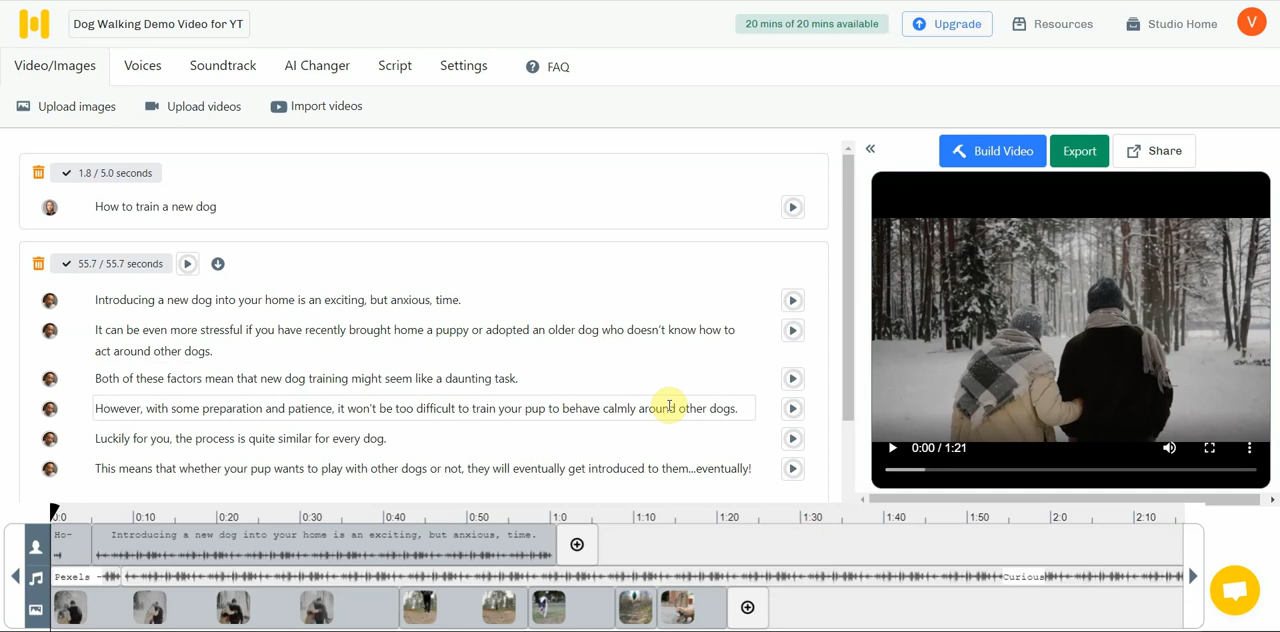 Dog Walking Demo Video for YT
20 mins of 20 mins available
Upgrade
Resources
Studio Home
V
Video/Images
Voices
Soundtrack
AI Changer
Script
Settings
? FAQ
Upload images
Upload videos
Import videos
Build Video
Export
Share
1.8 / 5.0 seconds
How to train a new dog
55.7 / 55.7 seconds
Introducing a new dog into your home is an exciting, but anxious, time.
It can be even more stressful if you have recently brought home a puppy or adopted an older dog who doesn't know how to
act around other dogs.
Both of these factors mean that new dog training might seem like a daunting task.
However, with some preparation and patience, it won't be too difficult to train your pup to behave calmly around other dogs.
Luckily for you, the process is quite similar for every dog.
This means that whether your pup wants to play with other dogs or not, they will eventually get introduced to them...eventually!
0:00 / 1:21
0:0 0:10 0:20 0:30 0:40 0:50 1:0 1:10 1:20 1:30 1:40 1:50 2:0 2:10
Ho-
Introducing a new dog into your home is an exciting, but anxious, time.
Pexels -
Curious